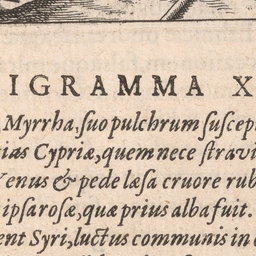 IGRAMMA X
Myrrha, ſuo pulchrum ſuſcep
ias Cypriæ, quem nece ſtravi
Venus & pede læſa cruore rub
ipſa roſæ, quæ prius alba fuit.
ent Syri, luctus communis in